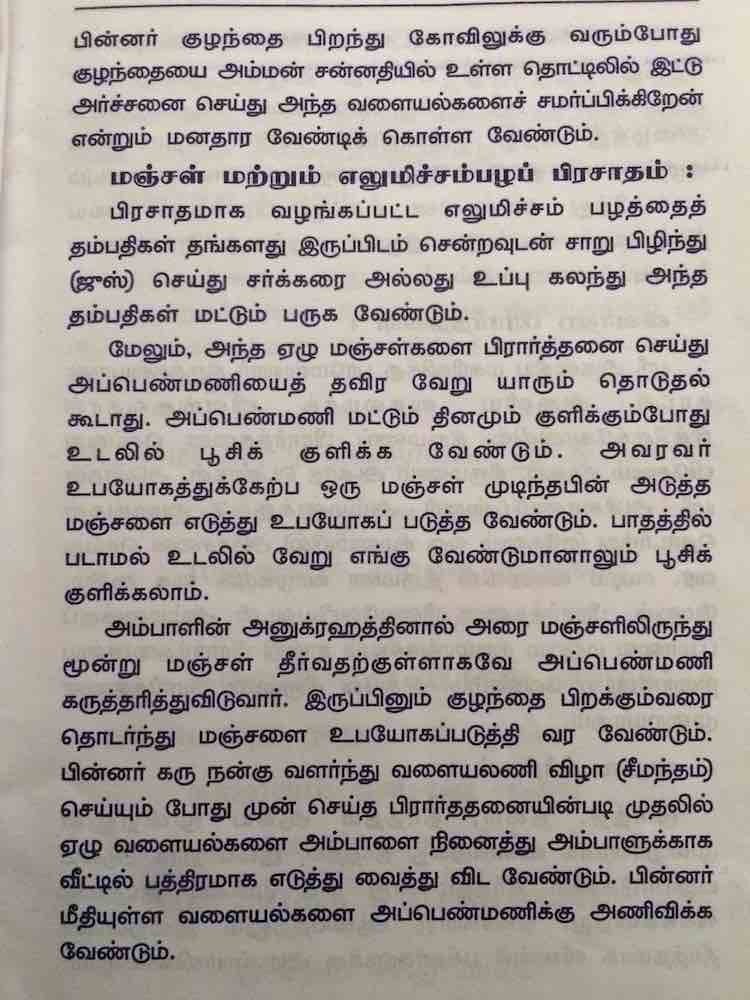 பின்னர் குழந்தை பிறந்து கோவிலுக்கு வரும்போது
குழந்தையை அம்மன் சன்னதியில் உள்ள தொட்டிலில் இட்டு
அர்ச்சனை செய்து அந்த வளையல்களைச் சமர்ப்பிக்கிறேன்
என்றும் மனதார வேண்டிக் கொள்ள வேண்டும்.
மஞ்சள் மற்றும் எலுமிச்சம்பழப் பிரசாதம் :
பிரசாதமாக வழங்கப்பட்ட எலுமிச்சம் பழத்தைத்
தம்பதிகள் தங்களது இருப்பிடம் சென்றவுடன் சாறு பிழிந்து
(ஜுஸ்) செய்து சர்க்கரை அல்லது உப்பு கலந்து அந்த
தம்பதிகள் மட்டும் பருக வேண்டும்.
மேலும், அந்த ஏழு மஞ்சள்களை பிரார்த்தனை செய்து
அப்பெண்மணியைத் தவிர வேறு யாரும் தொடுதல்
கூடாது. அப்பெண்மணி மட்டும் தினமும் குளிக்கும்போது
உடலில் பூசிக் குளிக்க வேண்டும். அவரவர்
உபயோகத்துக்கேற்ப ஒரு மஞ்சள் முடிந்தபின் அடுத்த
மஞ்சளை எடுத்து உபயோகப் படுத்த வேண்டும். பாதத்தில்
படாமல் உடலில் வேறு எங்கு வேண்டுமானாலும் பூசிக்
குளிக்கலாம்.
அம்பாளின் அனுக்ரஹத்தினால் அரை மஞ்சளிலிருந்து
மூன்று மஞ்சள் தீர்வதற்குள்ளாகவே அப்பெண்மணி
கருத்தரித்துவிடுவார். இருப்பினும் குழந்தை பிறக்கும்வரை
தொடர்ந்து மஞ்சளை உபயோகப்படுத்தி வர வேண்டும்.
பின்னர் கரு நன்கு வளர்ந்து வளையலணி விழா (சீமந்தம்)
செய்யும் போது முன் செய்த பிரார்ததனையின்படி முதலில்
ஏழு வளையல்களை அம்பாளை நினைத்து அம்பாளுக்காக
வீட்டில் பத்திரமாக எடுத்து வைத்து விட வேண்டும். பின்னர்
மீதியுள்ள வளையல்களை அப்பெண்மணிக்கு அணிவிக்க
வேண்டும்.